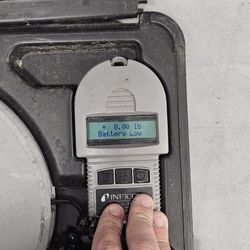 + 0.00 lb
Battery Low
INFICON